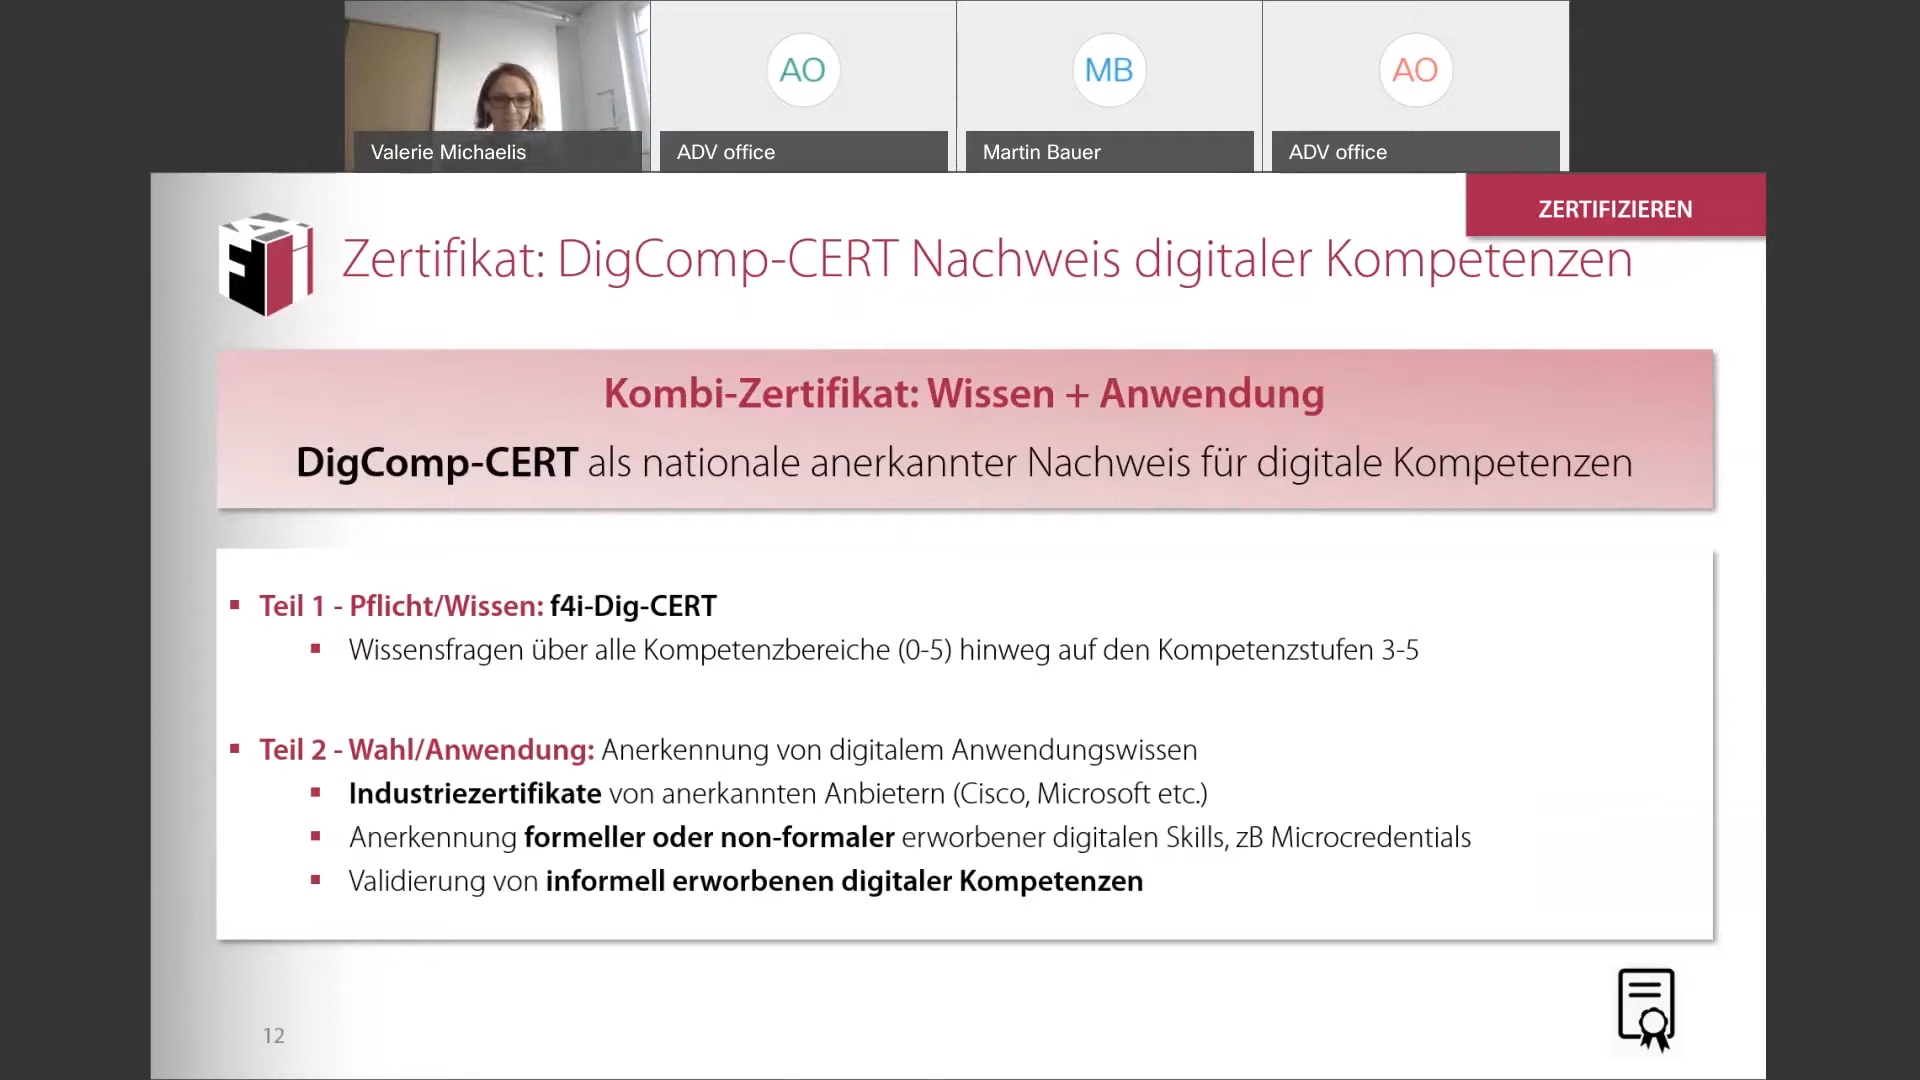 AO
MB
AO
Valerie Michaelis
ADV office
Martin Bauer
ADV office
ZERTIFIZIEREN
F4i
Zertifikat: DigComp-CERT Nachweis digitaler Kompetenzen
Kombi-Zertifikat: Wissen + Anwendung
DigComp-CERT als nationale anerkannter Nachweis für digitale Kompetenzen
Teil 1 - Pflicht/Wissen: f4i-Dig-CERT
Wissensfragen über alle Kompetenzbereiche (0-5) hinweg auf den Kompetenzstufen 3-5
Teil 2 - Wahl/Anwendung: Anerkennung von digitalem Anwendungswissen
Industriezertifikate von anerkannten Anbietern (Cisco, Microsoft etc.)
Anerkennung formeller oder non-formaler erworbener digitalen Skills, zB Microcredentials
Validierung von informell erworbenen digitaler Kompetenzen
12